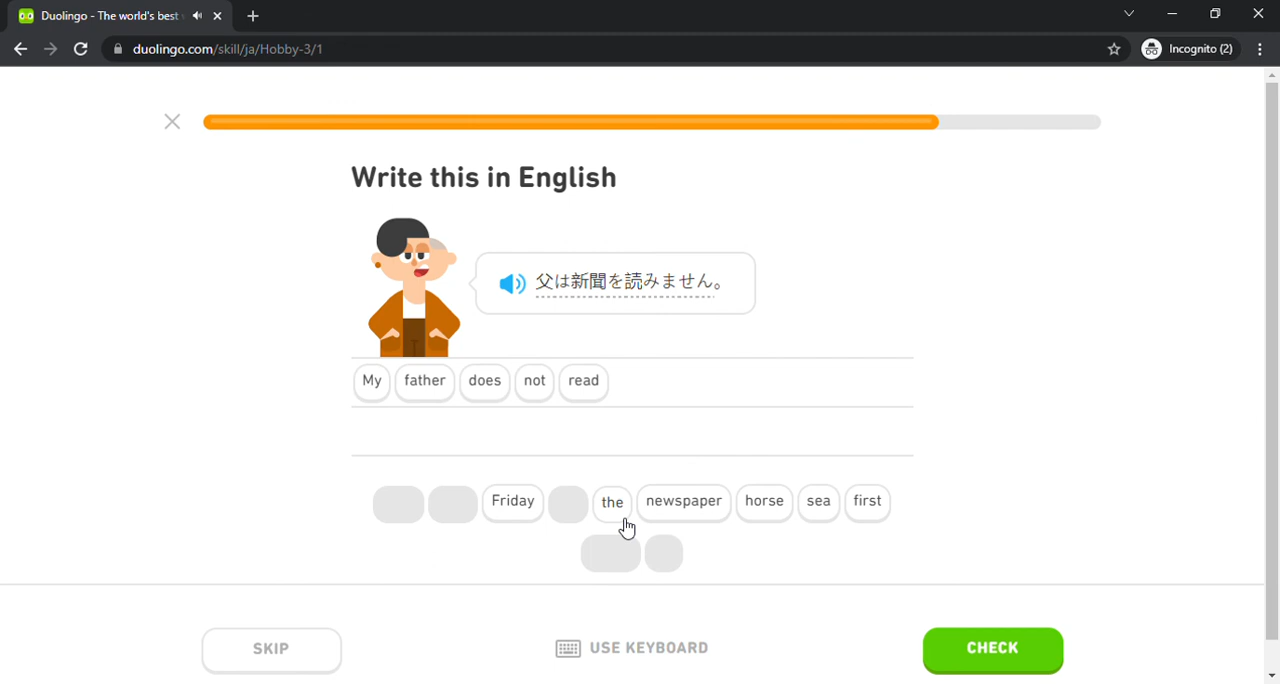 Duolingo - The world's best
duolingo.com/skill/ja/Hobby-3/1
Incognito (2)
Write this in English
父は新聞を読みません。
My father does not read
Friday the newspaper horse sea first
SKIP
USE KEYBOARD
CHECK